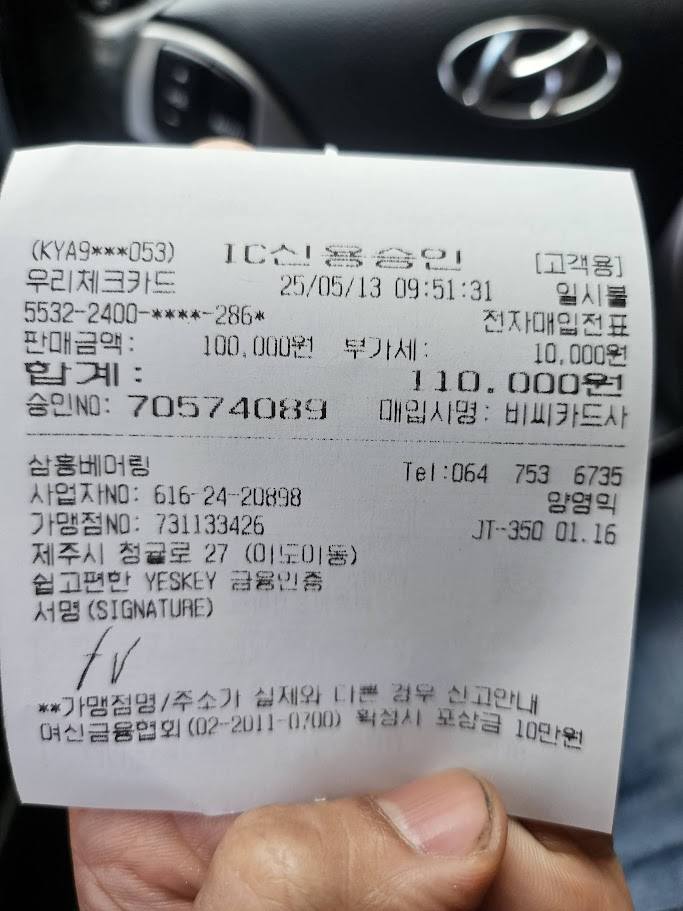 (KYA9***053) IC신용승인 [고객용]
우리체크카드 25/05/13 09:51:31 일시불
5532-2400-****-286* 전자매입전표
판매금액: 100,000원 부가세: 10,000원
합계: 110,000원
승인NO: 70574089 매입사명: 비씨카드사
삼흥베어링 Tel:064 753 6735
사업자NO: 616-24-20898 양영익
가맹점NO: 731133426 JT-350 01.16
제주시 청귤로 27 (이도이동)
쉽고편한 YESKEY 금융인증
서명(SIGNATURE)
**가맹점명/주소가 실제와 다른 경우 신고안내
여신금융협회(02-2011-0700) 확정시 포상금 10만원